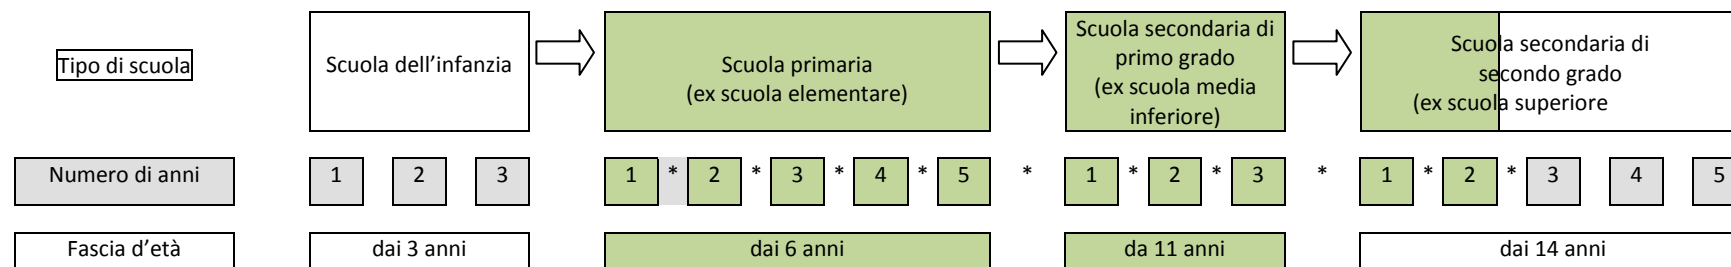 Tipo di scuola
Scuola dell’infanzia
Scuola primaria
(ex scuola elementare)
Scuola secondaria di
primo grado
(ex scuola media
inferiore)
Scuola secondaria di
secondo grado
(ex scuola superiore
Numero di anni
1 2 3
1 * 2 * 3 * 4 * 5 * 1 * 2 * 3 * 1 * 2 * 3 4 5
Fascia d’età
dai 3 anni
dai 6 anni
da 11 anni
dai 14 anni